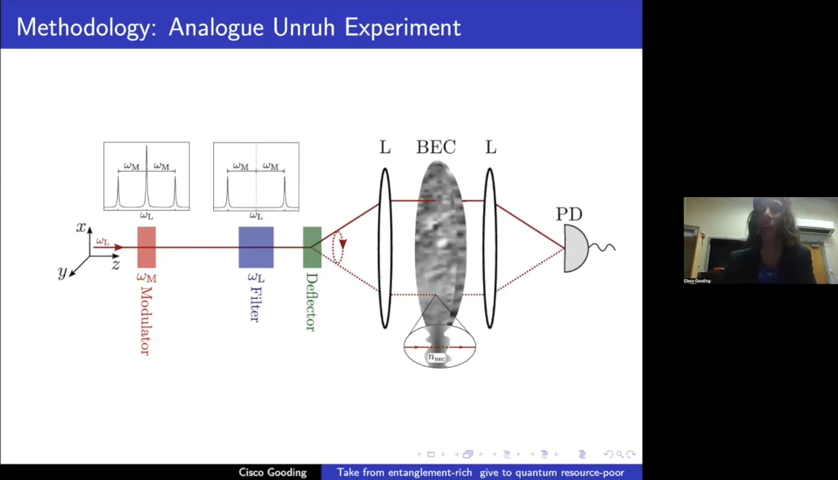 Methodology: Analogue Unruh Experiment
ωM ωM
ωL
ωM ωM
ωL
L BEC L
PD
x
ωL
z
y
ωM Modulator
ωL Filter
Deflector
nBEC
Cisco Gooding
Cisco Gooding Take from entanglement-rich give to quantum resource-poor